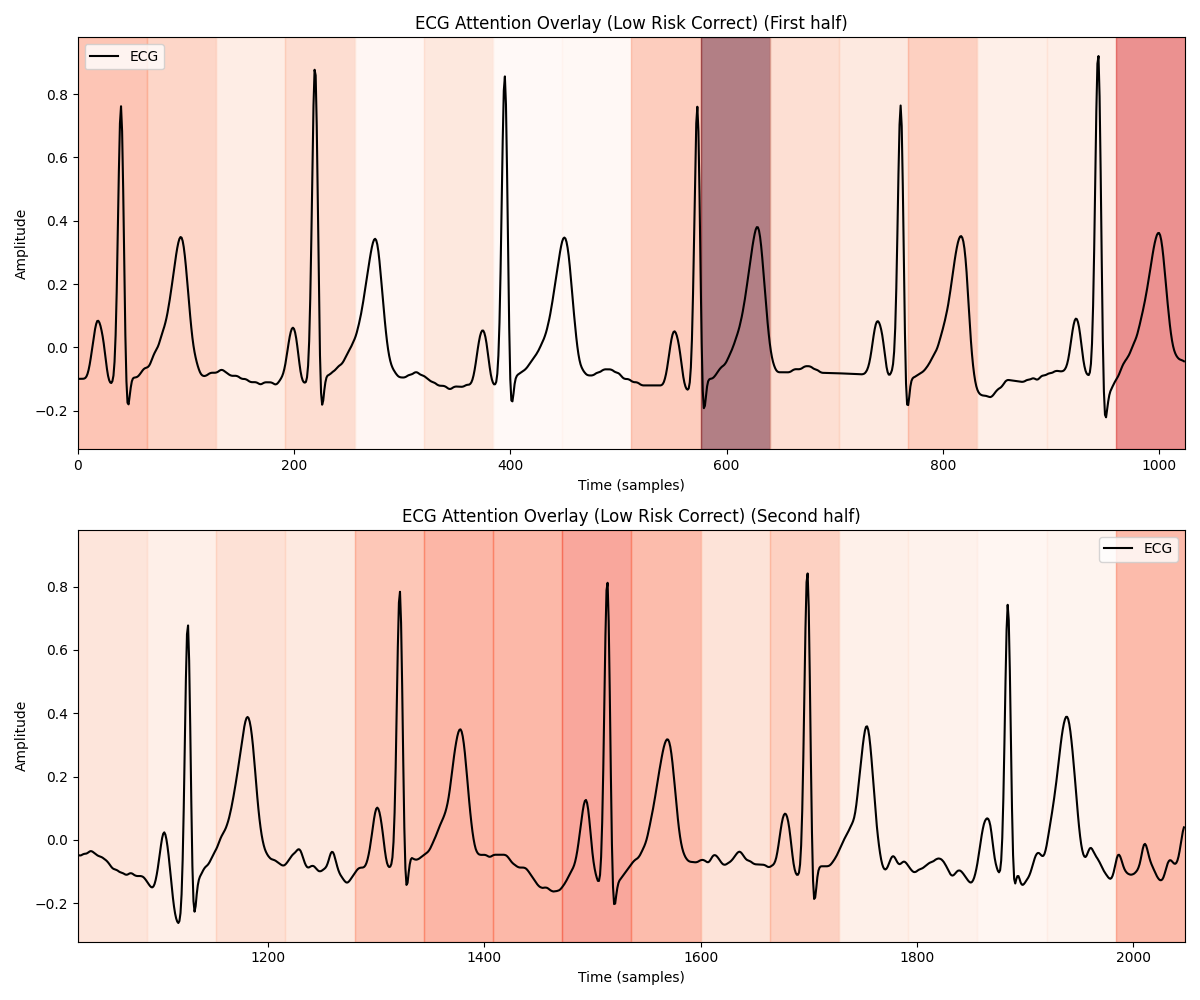 ECG Attention Overlay (Low Risk Correct) (First half)
ECG
Amplitude
0.8
0.6
0.4
0.2
0.0
−0.2
0 200 400 600 800 1000
Time (samples)
ECG Attention Overlay (Low Risk Correct) (Second half)
ECG
Amplitude
0.8
0.6
0.4
0.2
0.0
−0.2
1200 1400 1600 1800 2000
Time (samples)